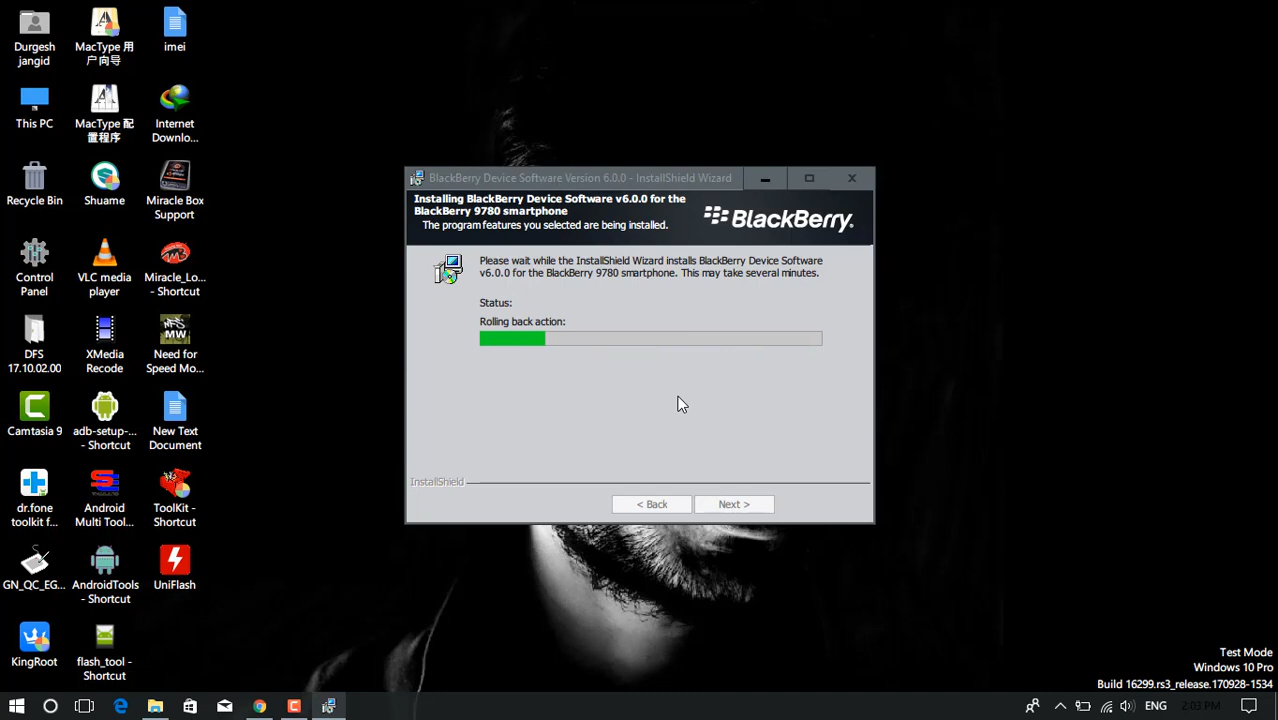 Durgesh
jangid
MacType 用
户向导
imei
This PC
MacType 配
置程序
Internet
Downlo...
Recycle Bin
Shuame
Miracle Box
Support
Control
Panel
VLC media
player
Miracle_Lo...
- Shortcut
DFS
17.10.02.00
XMedia
Recode
Need for
Speed Mo...
Camtasia 9
adb-setup-...
- Shortcut
New Text
Document
dr.fone
toolkit f...
Android
Multi Tool...
ToolKit -
Shortcut
GN_QC_EG...
AndroidTools
- Shortcut
UniFlash
KingRoot
flash_tool -
Shortcut
BlackBerry Device Software Version 6.0.0 - InstallShield Wizard
Installing BlackBerry Device Software v6.0.0 for the
BlackBerry 9780 smartphone
The program features you selected are being installed.
BlackBerry.
Please wait while the InstallShield Wizard installs BlackBerry Device Software
v6.0.0 for the BlackBerry 9780 smartphone. This may take several minutes.
Status:
Rolling back action:
InstallShield
< Back
Next >
Test Mode
Windows 10 Pro
Build 16299.rs3_release.170928-1534
ENG
2:03 PM